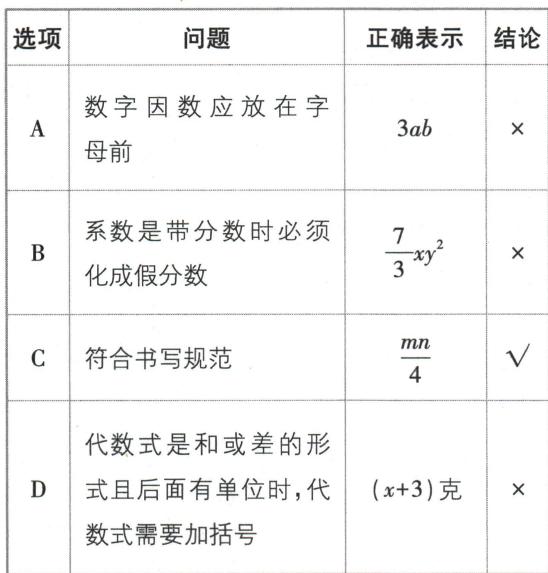 选项 问题 正确表示 结论
A 数字因数应放在字母前 3ab ×
B 系数是带分数时必须化成假分数 7/3 xy² ×
C 符合书写规范 mn/4 √
D 代数式是和或差的形式且后面有单位时,代数式需要加括号 (x+3)克 ×